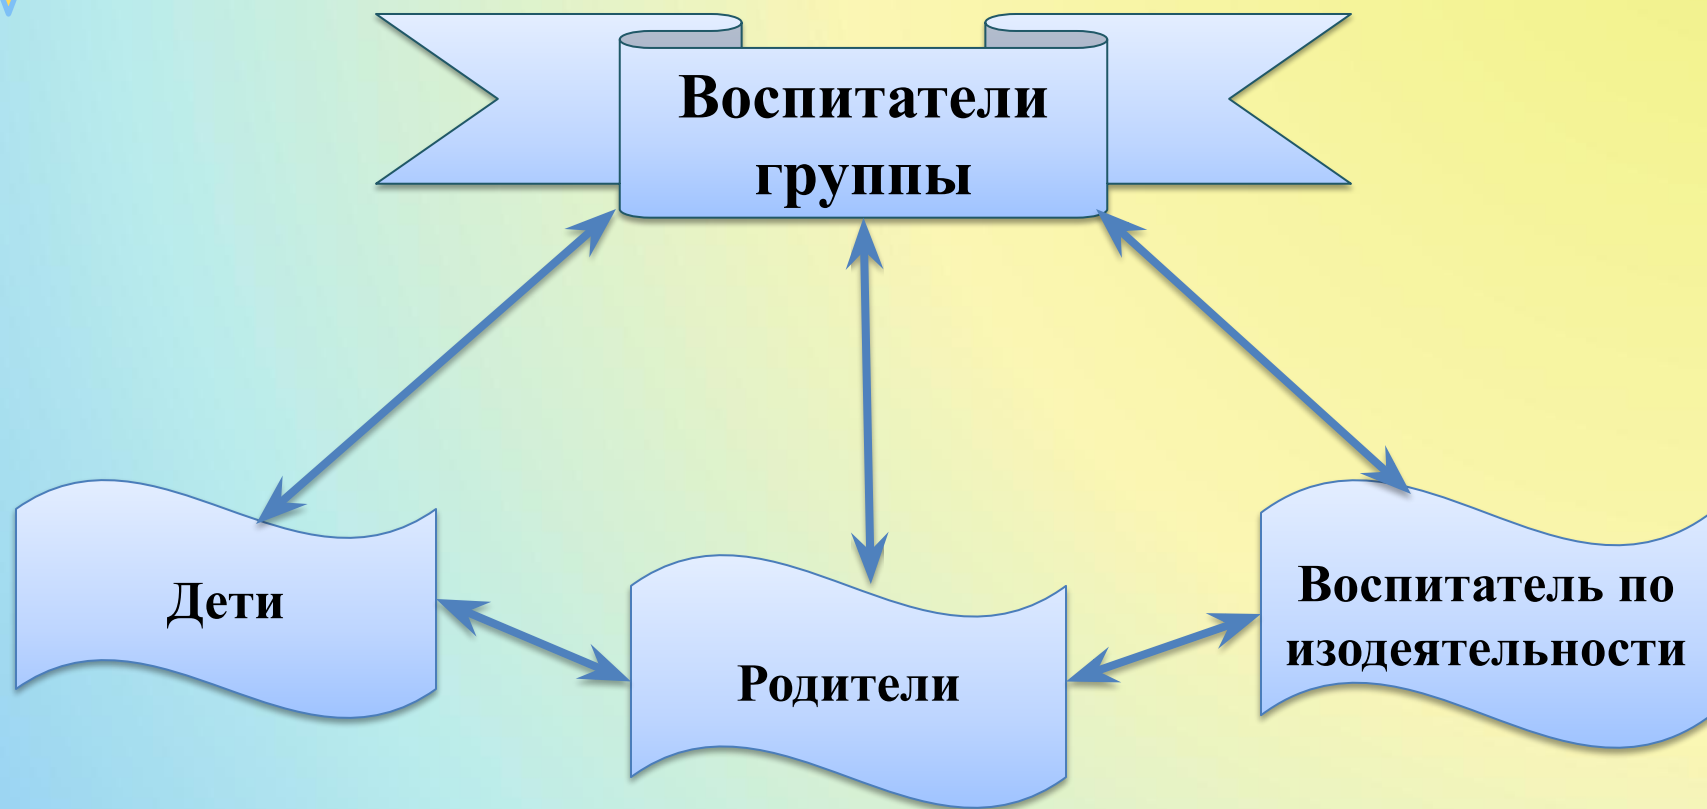 Воспитатели
группы
Дети
Родители
Воспитатель по
изодеятельности